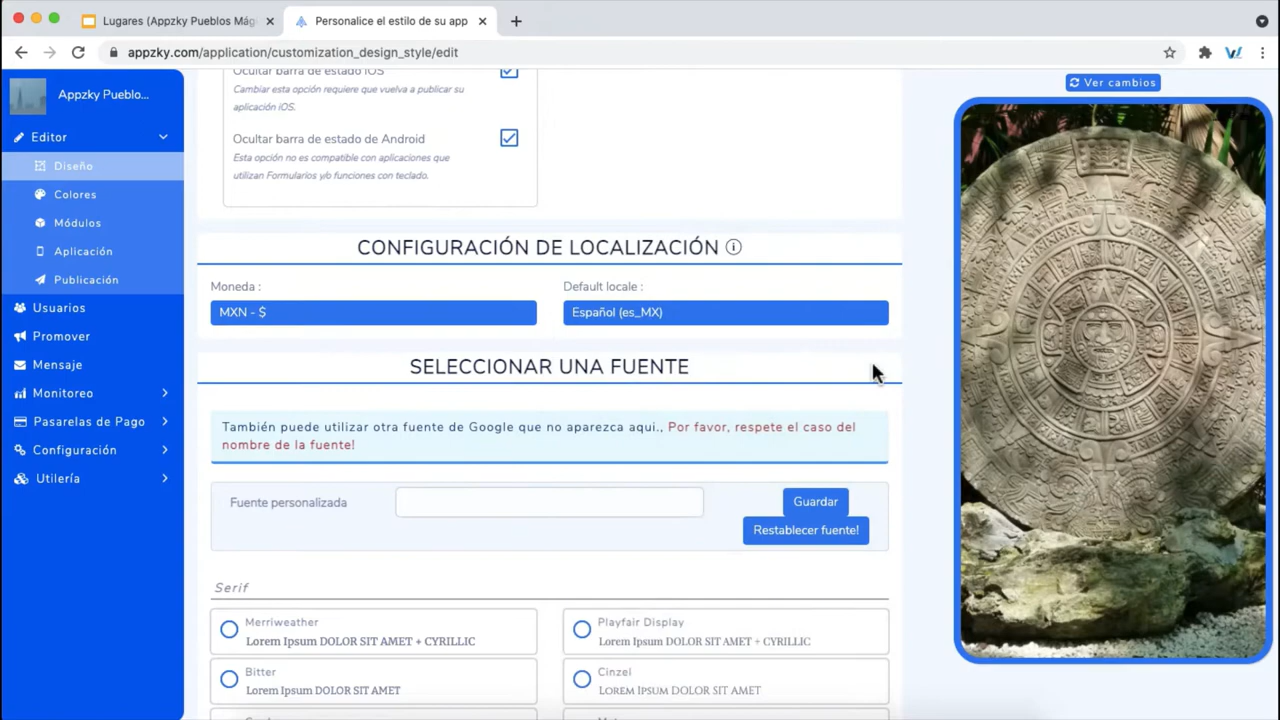 Lugares (Appzky Pueblos Mág
Personalice el estilo de su app
appzky.com/application/customization_design_style/edit
Appzky Pueblo...
Editor
Diseño
Colores
Módulos
Aplicación
Publicación
Usuarios
Promover
Mensaje
Monitoreo
Pasarelas de Pago
Configuración
Utilería
Ocultar barra de estado iOS
Cambiar esta opción requiere que vuelva a publicar su
aplicación iOS.
Ocultar barra de estado de Android
Esta opción no es compatible con aplicaciones que
utilizan Formularios y/o funciones con teclado.
CONFIGURACIÓN DE LOCALIZACIÓN
Moneda :
MXN - $
Default locale :
Español (es_MX)
SELECCIONAR UNA FUENTE
También puede utilizar otra fuente de Google que no aparezca aqui., Por favor, respete el caso del
nombre de la fuente!
Fuente personalizada
Guardar
Restablecer fuente!
Serif
Merriweather
Lorem Ipsum DOLOR SIT AMET + CYRILLIC
Playfair Display
Lorem Ipsum DOLOR SIT AMET + CYRILLIC
Bitter
Lorem Ipsum DOLOR SIT AMET
Cinzel
Lorem Ipsum DOLOR SIT AMET
Ver cambios